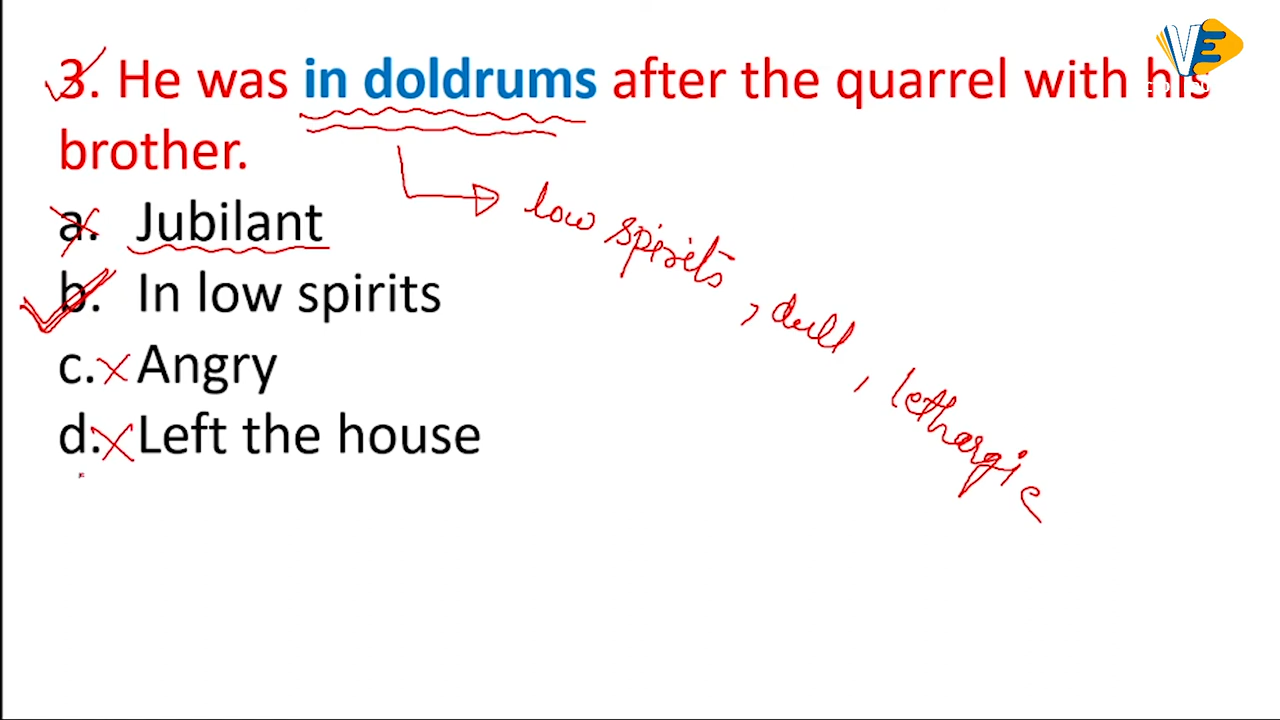 3. He was in doldrums after the quarrel with his
brother.
a. Jubilant
b. In low spirits
c. Angry
d. Left the house
low spirits, dull, lethargic
VE